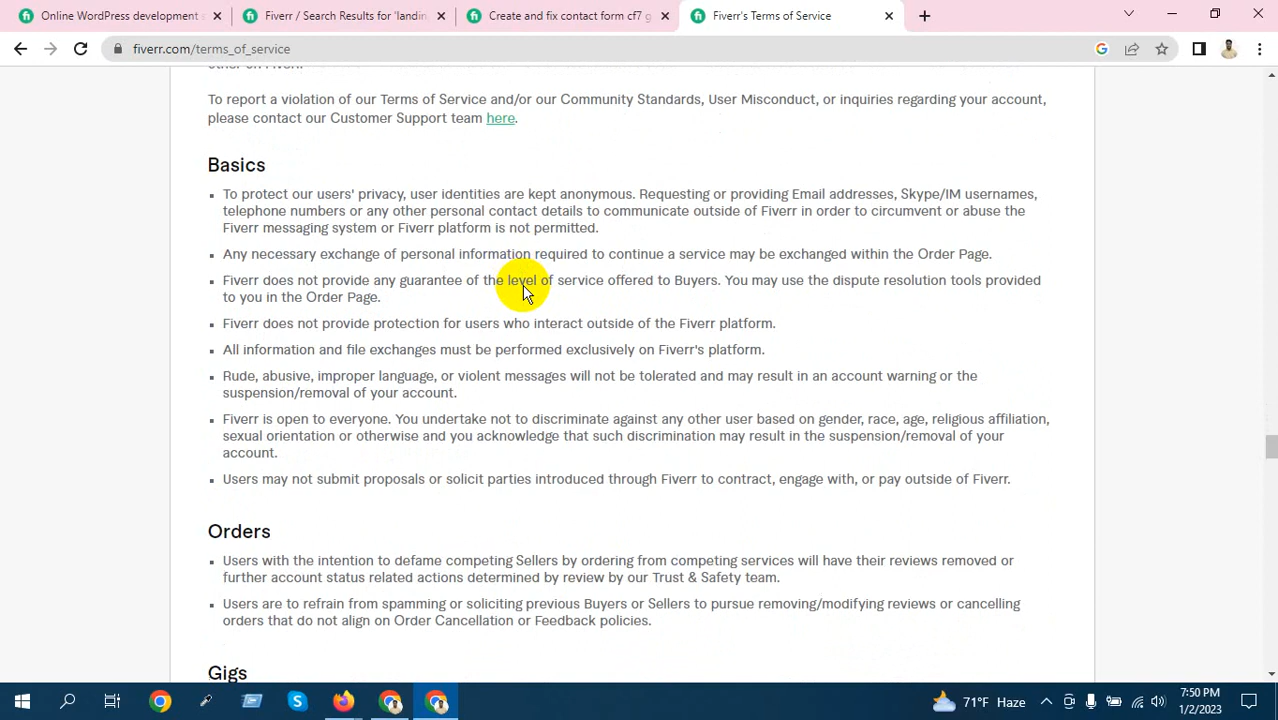 Online WordPress development c
Fiverr / Search Results for 'landin
Create and fix contact form cf7 g
Fiverr's Terms of Service
fiverr.com/terms_of_service
other on Fiverr.
To report a violation of our Terms of Service and/or our Community Standards, User Misconduct, or inquiries regarding your account,
please contact our Customer Support team here.
Basics
▪ To protect our users' privacy, user identities are kept anonymous. Requesting or providing Email addresses, Skype/IM usernames,
telephone numbers or any other personal contact details to communicate outside of Fiverr in order to circumvent or abuse the
Fiverr messaging system or Fiverr platform is not permitted.
▪ Any necessary exchange of personal information required to continue a service may be exchanged within the Order Page.
▪ Fiverr does not provide any guarantee of the level of service offered to Buyers. You may use the dispute resolution tools provided
to you in the Order Page.
▪ Fiverr does not provide protection for users who interact outside of the Fiverr platform.
▪ All information and file exchanges must be performed exclusively on Fiverr's platform.
▪ Rude, abusive, improper language, or violent messages will not be tolerated and may result in an account warning or the
suspension/removal of your account.
▪ Fiverr is open to everyone. You undertake not to discriminate against any other user based on gender, race, age, religious affiliation,
sexual orientation or otherwise and you acknowledge that such discrimination may result in the suspension/removal of your
account.
▪ Users may not submit proposals or solicit parties introduced through Fiverr to contract, engage with, or pay outside of Fiverr.
Orders
▪ Users with the intention to defame competing Sellers by ordering from competing services will have their reviews removed or
further account status related actions determined by review by our Trust & Safety team.
▪ Users are to refrain from spamming or soliciting previous Buyers or Sellers to pursue removing/modifying reviews or cancelling
orders that do not align on Order Cancellation or Feedback policies.
Gigs
71°F Haze
7:50 PM
1/2/2023